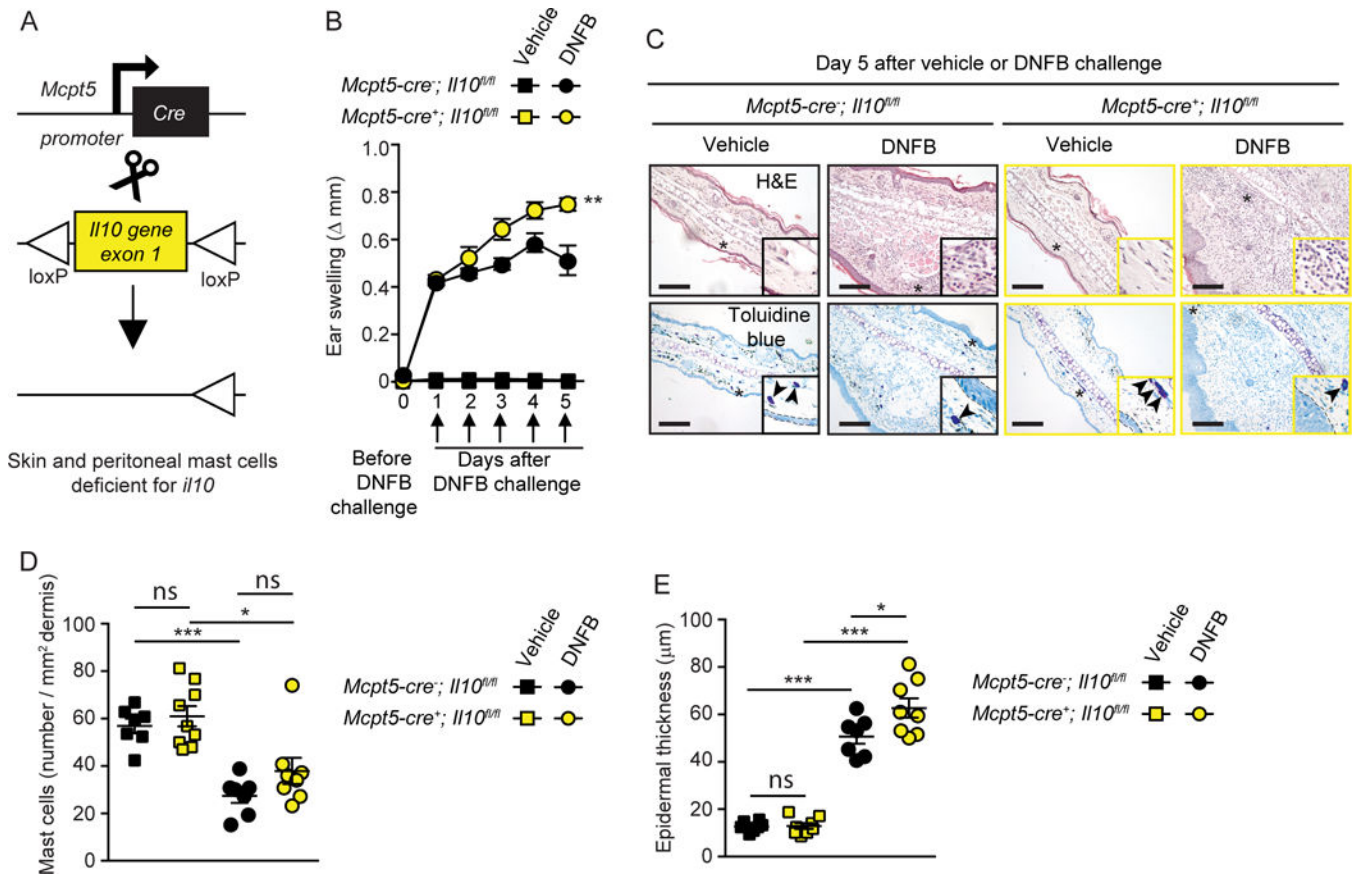 A
Mcpt5
promoter
Cre
Il10 gene
exon 1
loxP
loxP
Skin and peritoneal mast cells
deficient for il10
B
Vehicle
DNFB
Mcpt5-cre-; Il10fl/fl
Mcpt5-cre+; Il10fl/fl
Ear swelling (Δ mm)
1.0
0.8
0.6
0.4
0.2
0
**
0 1 2 3 4 5
Before
DNFB
challenge
Days after
DNFB challenge
C
Day 5 after vehicle or DNFB challenge
Mcpt5-cre-; Il10fl/fl
Mcpt5-cre+; Il10fl/fl
Vehicle
DNFB
Vehicle
DNFB
H&E
*
*
*
*
Toluidine
blue
*
*
*
*
D
Mast cells (number / mm² dermis)
100
80
60
40
20
0
ns
ns
*
***
Vehicle
DNFB
Mcpt5-cre-; Il10fl/fl
Mcpt5-cre+; Il10fl/fl
E
Epidermal thickness (μm)
100
80
60
40
20
0
*
***
***
ns
Vehicle
DNFB
Mcpt5-cre-; Il10fl/fl
Mcpt5-cre+; Il10fl/fl